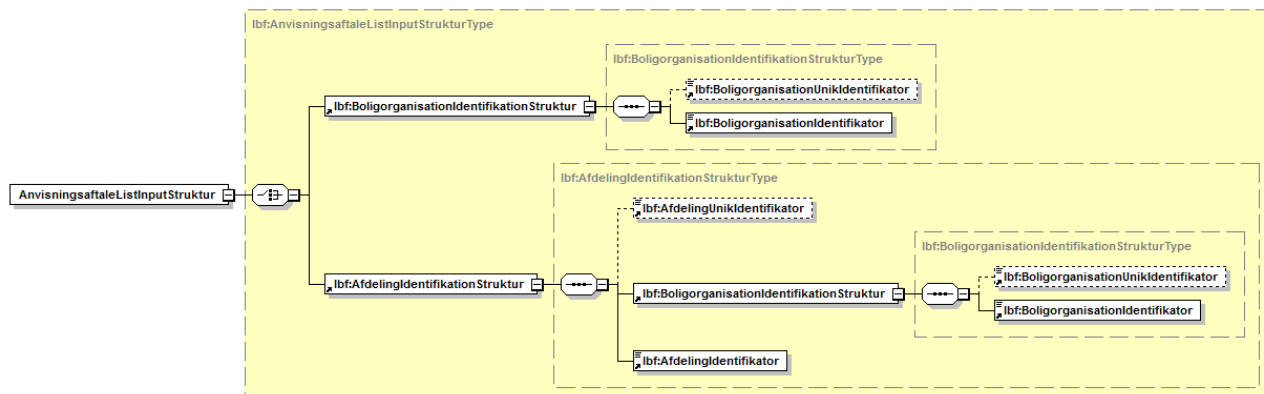 lbf:AnvisningsaftaleListInputStrukturType
lbf:BoligorganisationIdentifikationStrukturType
lbf:BoligorganisationUnikIdentifikator
lbf:BoligorganisationIdentifikationStruktur
lbf:BoligorganisationIdentifikator
lbf:AfdelingIdentifikationStrukturType
AnvisningsaftaleListInputStruktur
lbf:AfdelingUnikIdentifikator
lbf:BoligorganisationIdentifikationStrukturType
lbf:BoligorganisationUnikIdentifikator
lbf:AfdelingIdentifikationStruktur
lbf:BoligorganisationIdentifikationStruktur
lbf:BoligorganisationIdentifikator
lbf:AfdelingIdentifikator